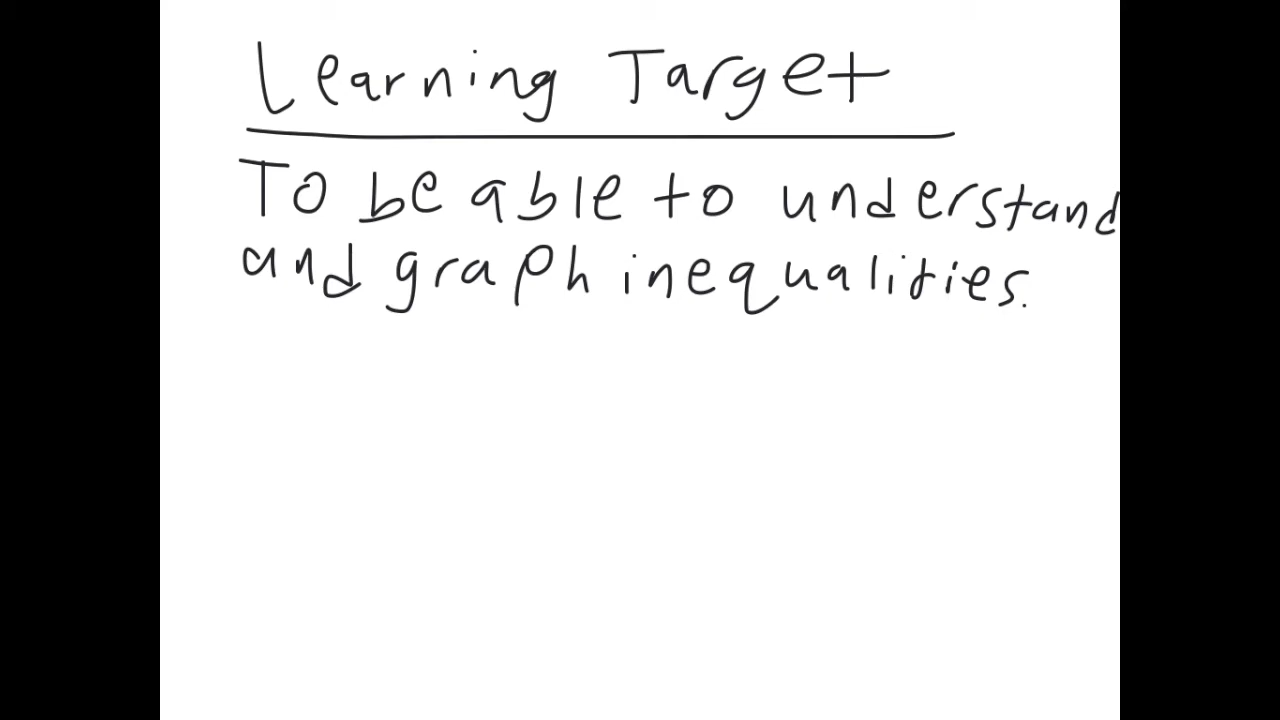 Learning Target
To be able to understand
and graph inequalities.